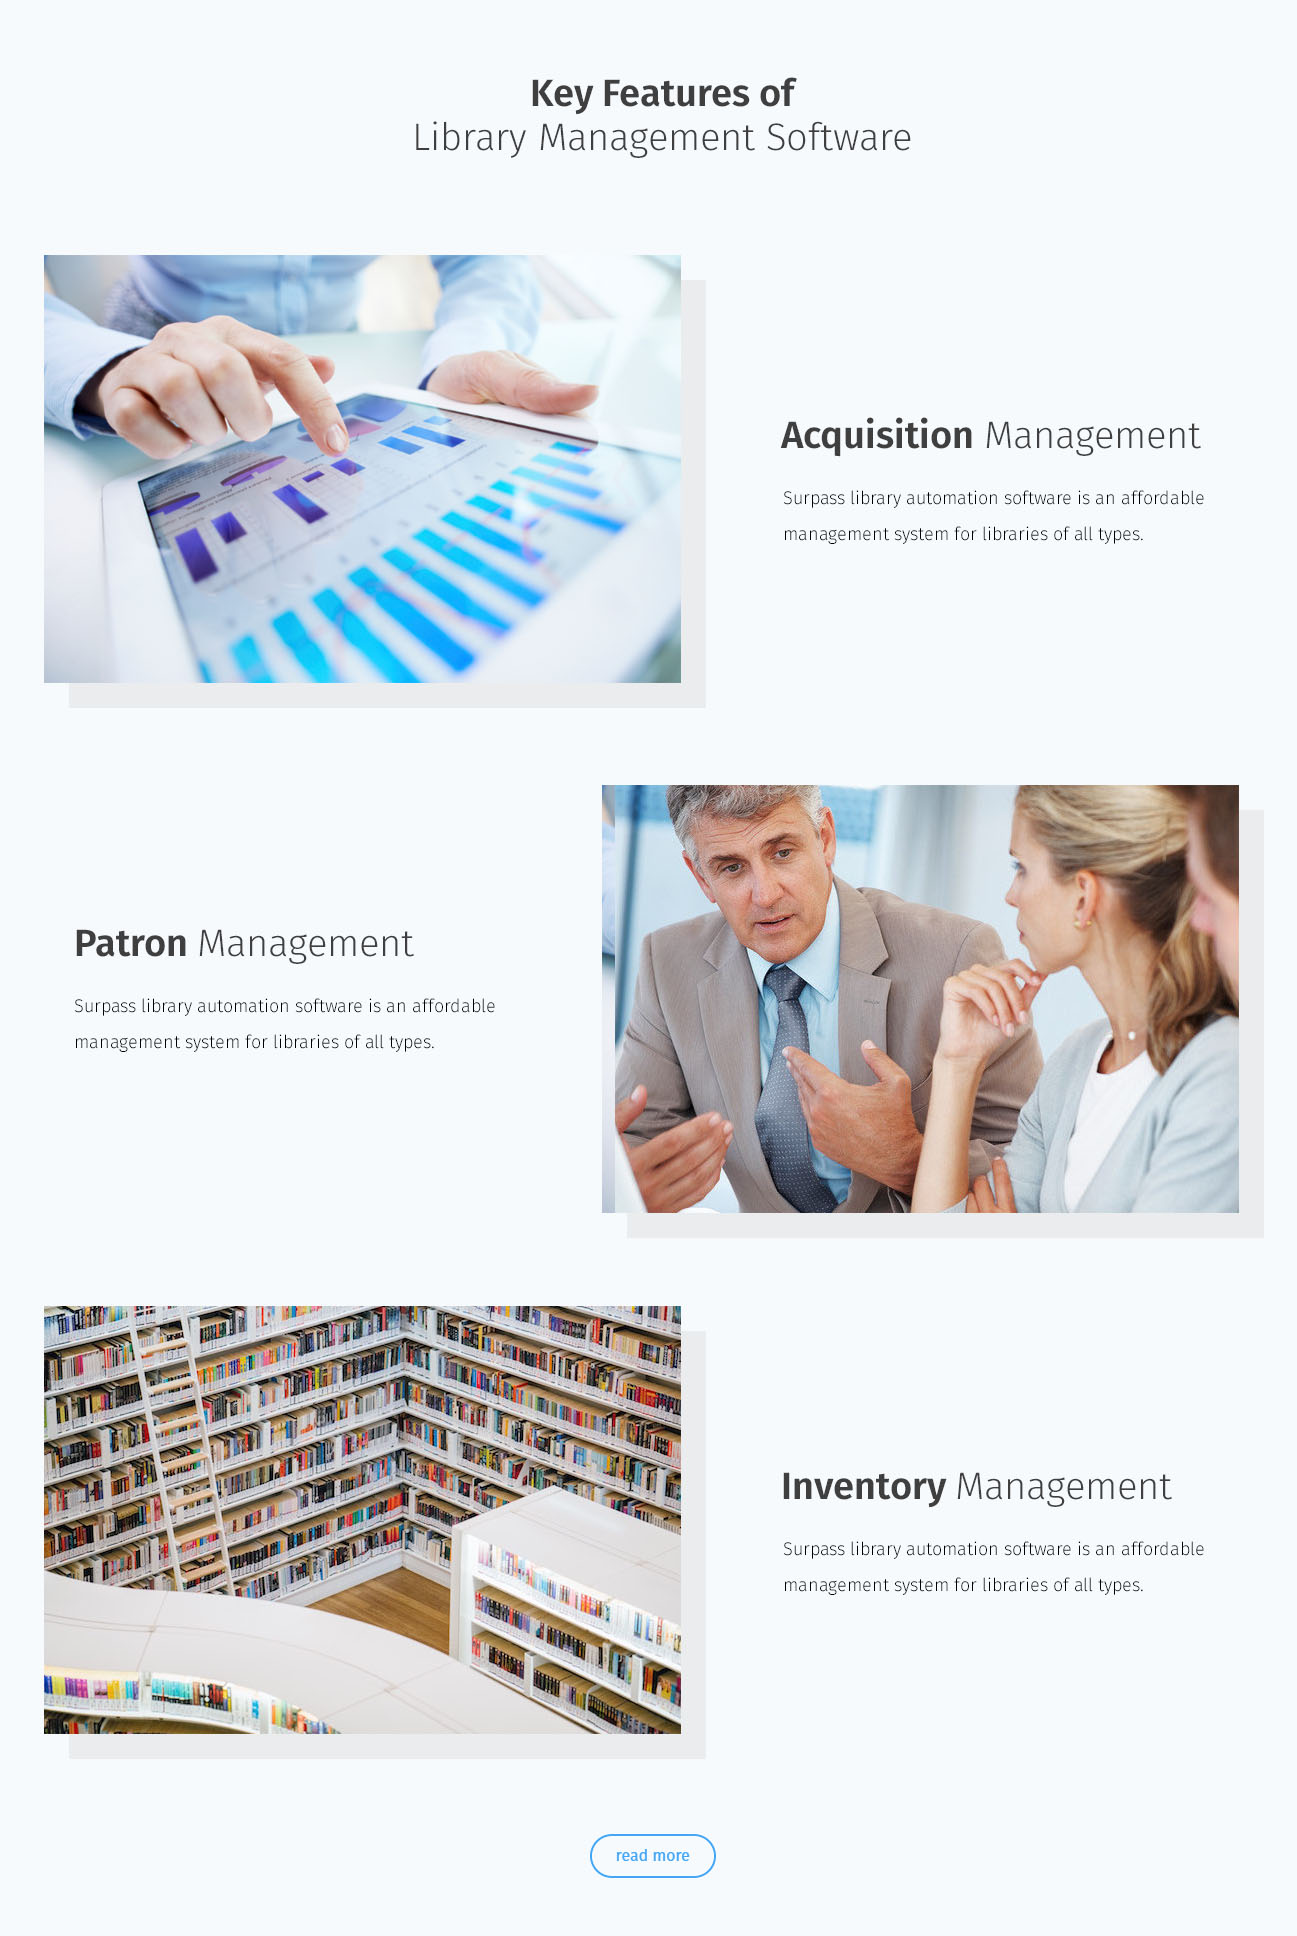 Key Features of
Library Management Software
Acquisition Management
Surpass library automation software is an affordable
management system for libraries of all types.
Patron Management
Surpass library automation software is an affordable
management system for libraries of all types.
Inventory Management
Surpass library automation software is an affordable
management system for libraries of all types.
read more